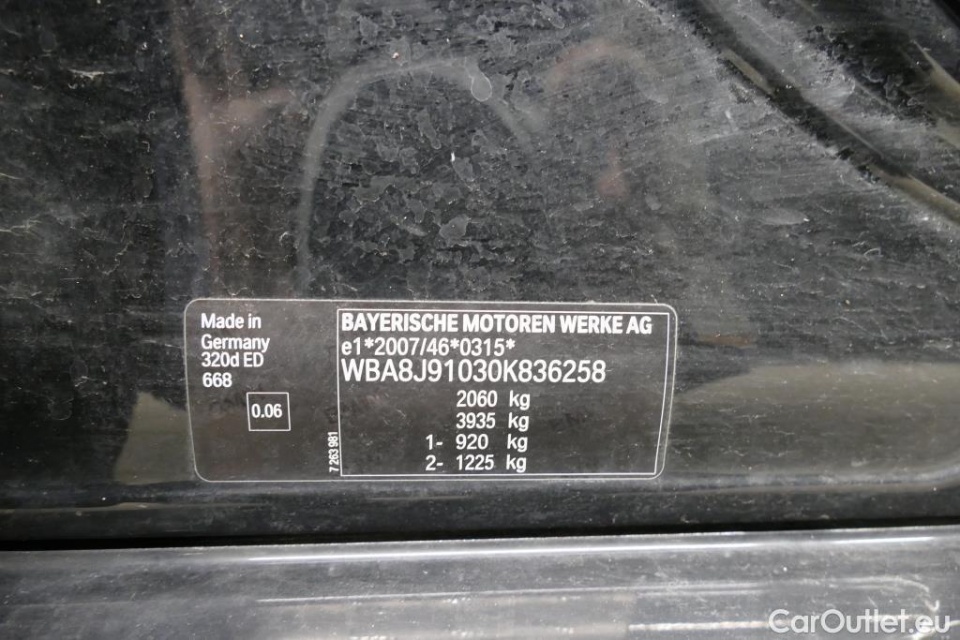 Made in
Germany
320d ED
668
0.06
7 263 981
BAYERISCHE MOTOREN WERKE AG
e1*2007/46*0315*
WBA8J91030K836258
2060 kg
3935 kg
1- 920 kg
2- 1225 kg
CarOutlet.eu